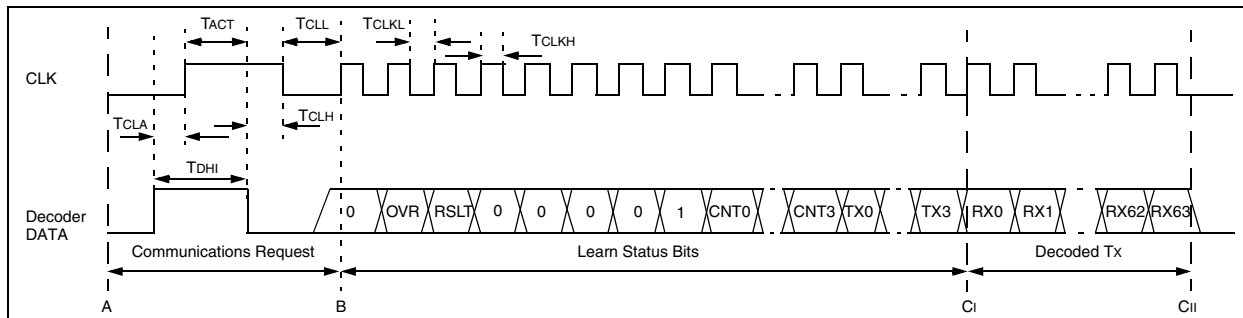 TACT TCLL TCLKL TCLKH
CLK
TCLA TCLH
TDHI
Decoder DATA 0 OVR RSLT 0 0 0 0 1 CNT0 CNT3 TX0 TX3 RX0 RX1 RX62 RX63
Communications Request Learn Status Bits Decoded TX
A B CI CII